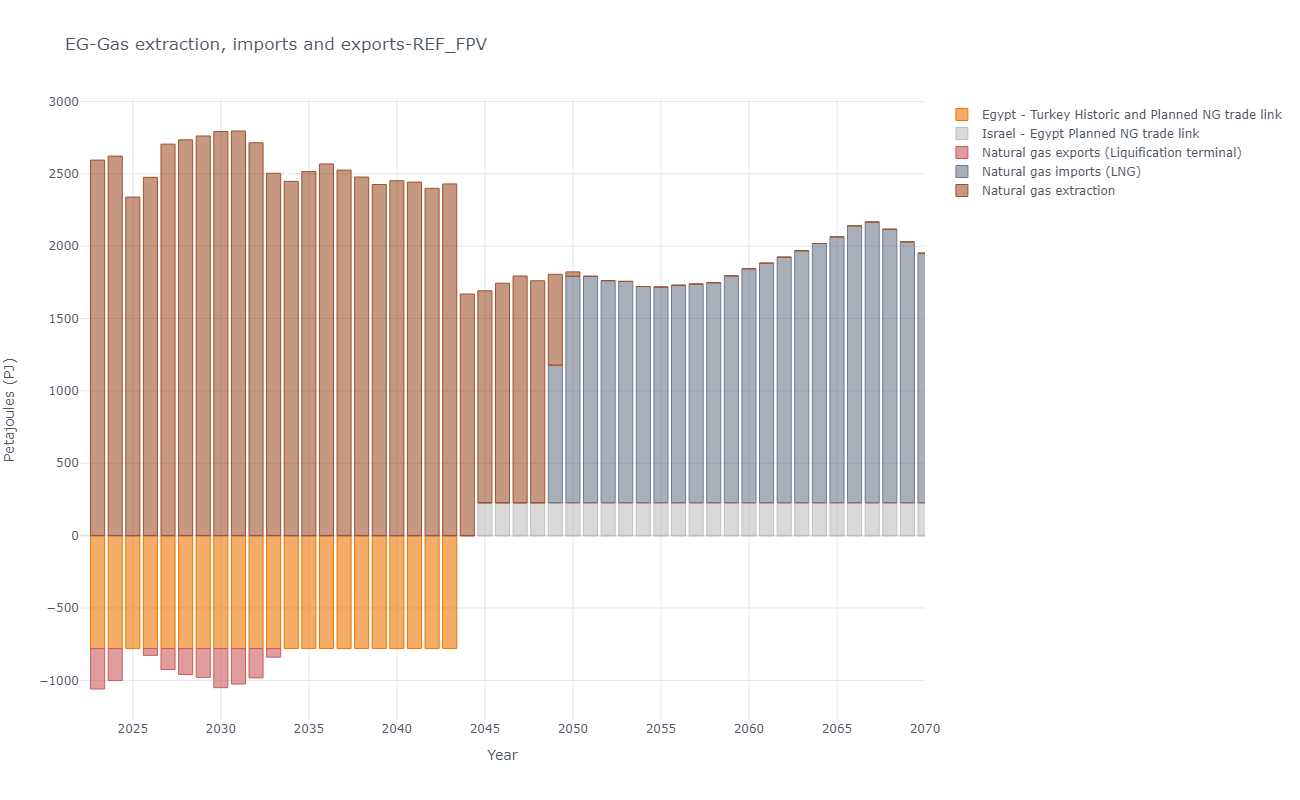 EG-Gas extraction, imports and exports-REF_FPV
3000
2500
2000
1500
1000
500
0
−500
−1000
Petajoules (PJ)
2025
2030
2035
2040
2045
2050
2055
2060
2065
2070
Year
Egypt - Turkey Historic and Planned NG trade link
Israel - Egypt Planned NG trade link
Natural gas exports (Liquification terminal)
Natural gas imports (LNG)
Natural gas extraction